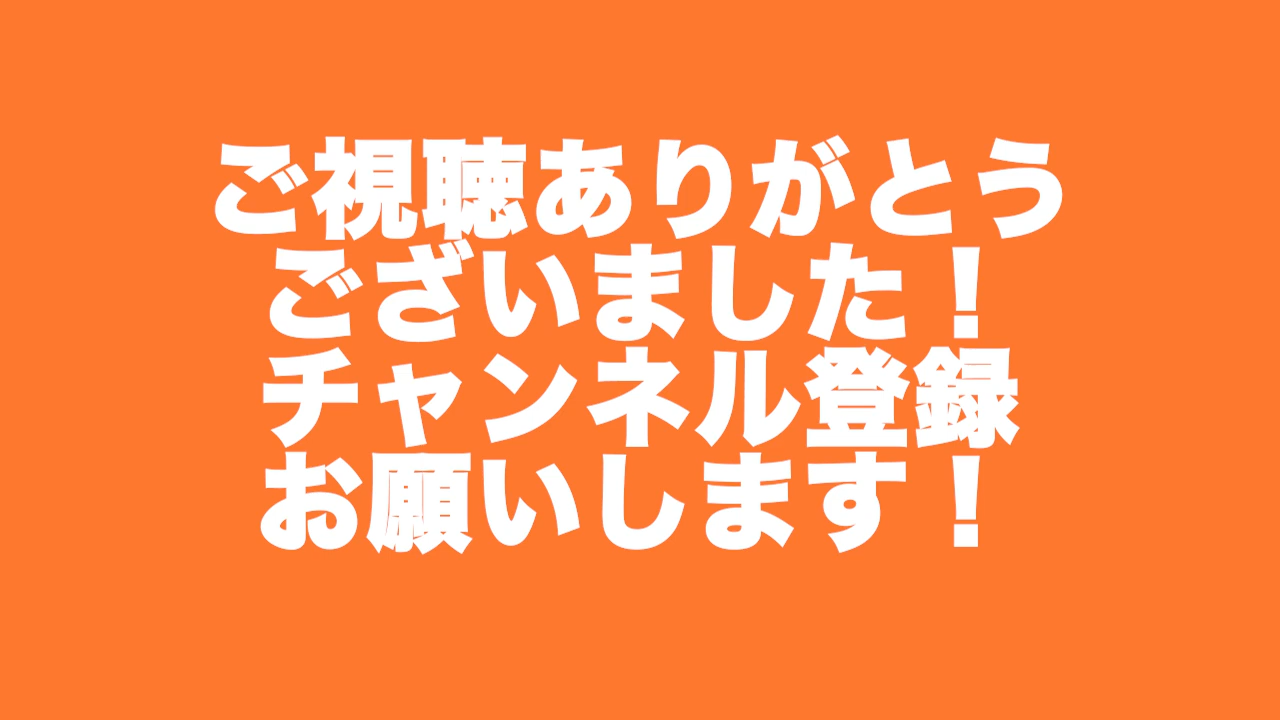 ご視聴ありがとう
ございました！
チャンネル登録
お願いします！